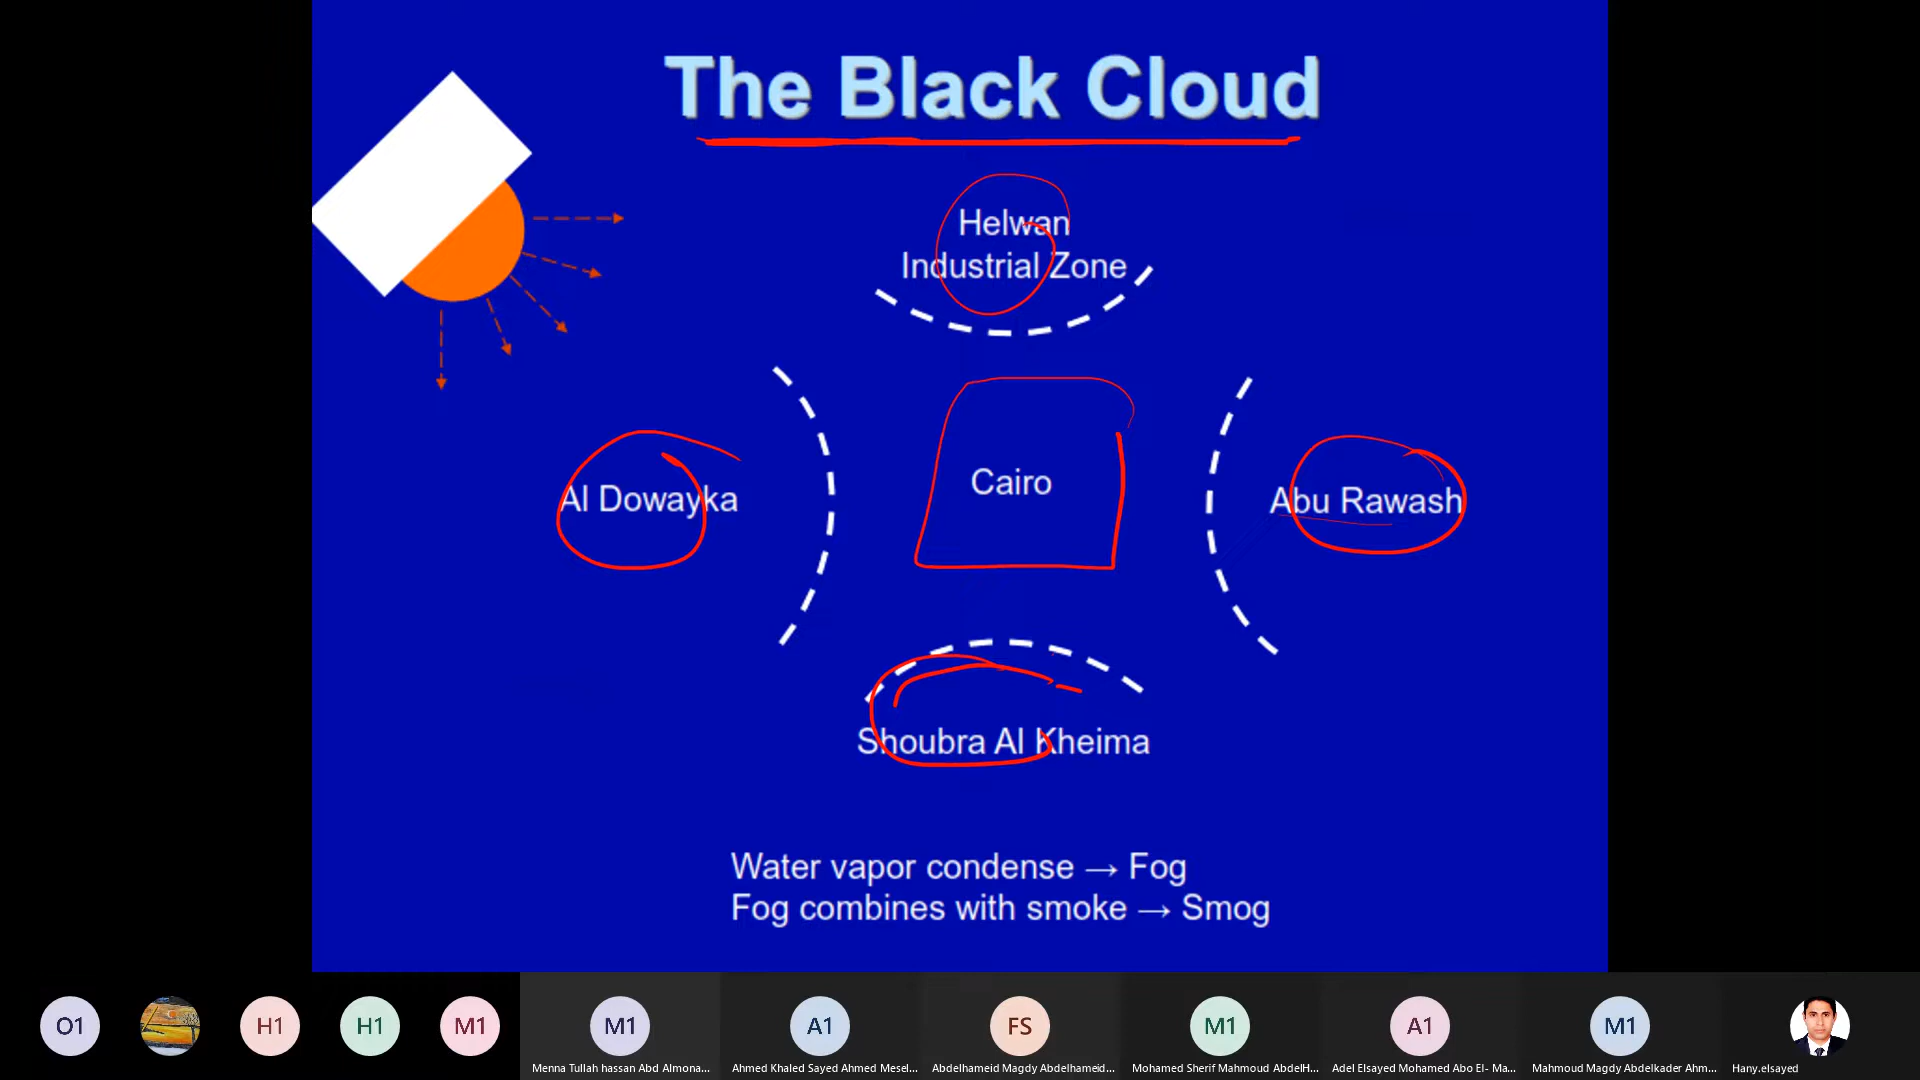 The Black Cloud
Helwan
Industrial Zone
Al Dowayka
Cairo
Abu Rawash
Shoubra Al Kheima
Water vapor condense → Fog
Fog combines with smoke → Smog
O1
H1
H1
M1
M1
A1
FS
M1
A1
M1
Menna Tullah hassan Abd Almona...
Ahmed Khaled Sayed Ahmed Mesel...
Abdelhameid Magdy Abdelhameid...
Mohamed Sherif Mahmoud AbdelH...
Adel Elsayed Mohamed Abo El- Ma...
Mahmoud Magdy Abdelkader Ahm...
Hany.elsayed